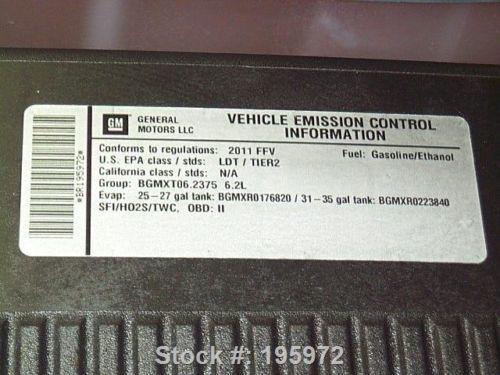 GM
GENERAL MOTORS LLC
VEHICLE EMISSION CONTROL INFORMATION
Conforms to regulations: 2011 FFV Fuel: Gasoline/Ethanol
U.S. EPA class / stds: LDT / TIER2
California class / stds: N/A
Group: BGMXT06.2375 6.2L
Evap: 25-27 gal tank: BGMXR0176820 / 31-35 gal tank: BGMXR0223840
SFI/HO2S/TWC, OBD: II
Stock #: 195972